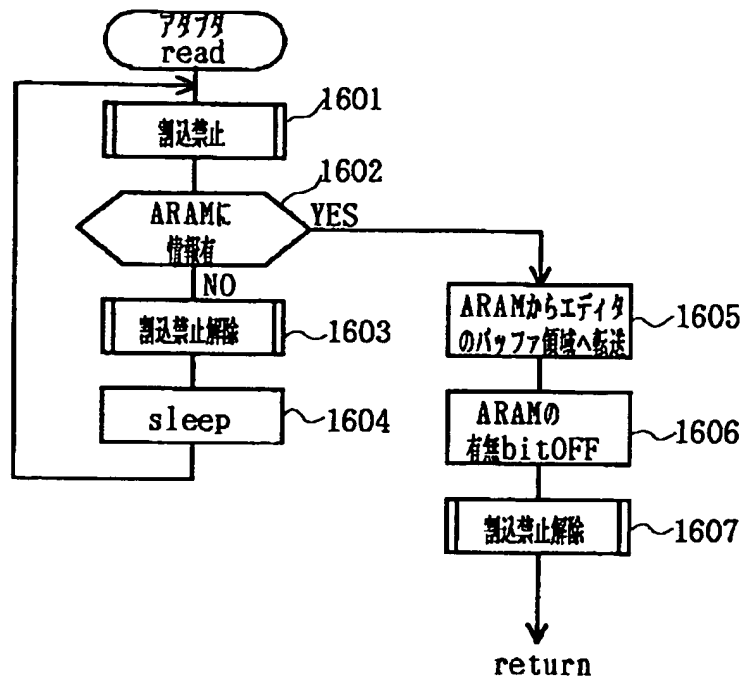 アダプタ
read
1601
割込禁止
1602
ARAMに
情報有
YES
NO
割込禁止解除
1603
sleep
1604
ARAMからエディタ
のバッファ領域へ転送
1605
ARAMの
有無bitOFF
1606
割込禁止解除
1607
return